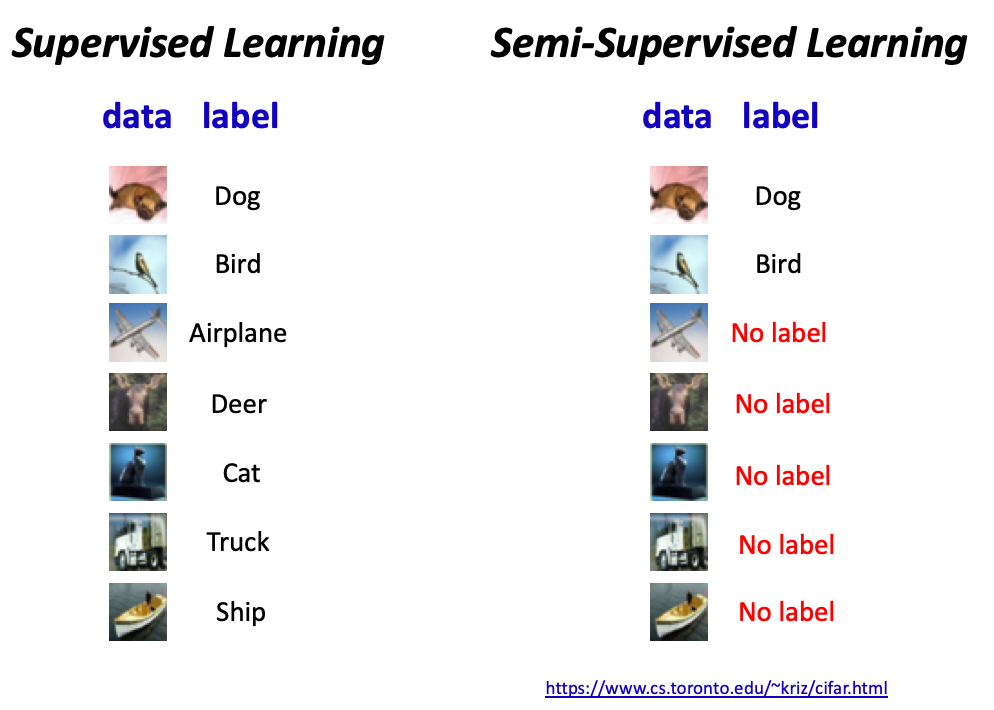 Supervised Learning
data label
Dog
Bird
Airplane
Deer
Cat
Truck
Ship
Semi-Supervised Learning
data label
Dog
Bird
No label
No label
No label
No label
No label
https://www.cs.toronto.edu/~kriz/cifar.html